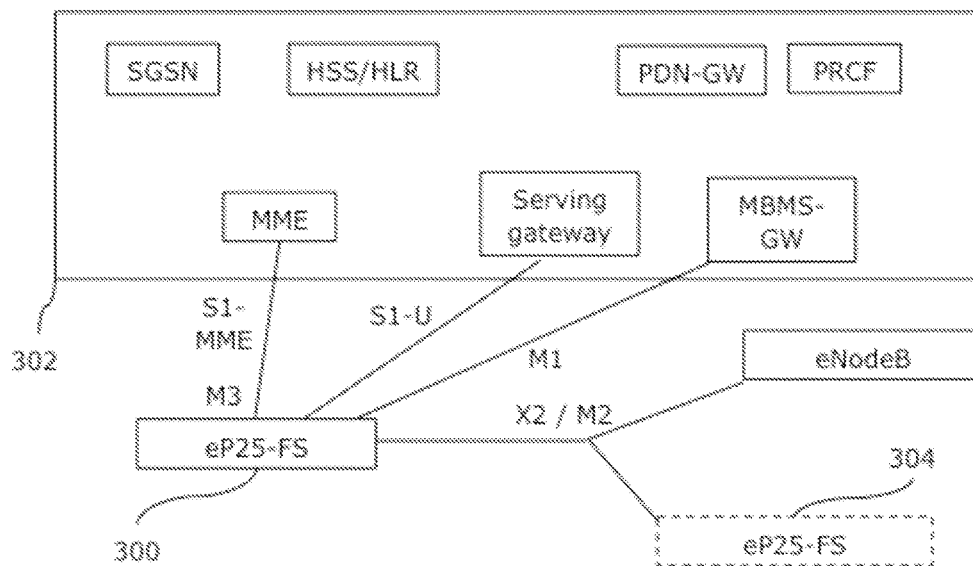 SGSN
HSS/HLR
PDN-GW
PRCF
MME
Serving
gateway
MBMS-
GW
S1-
MME
S1-U
M1
302
eNodeB
M3
X2 / M2
eP25-FS
304
300
eP25-FS